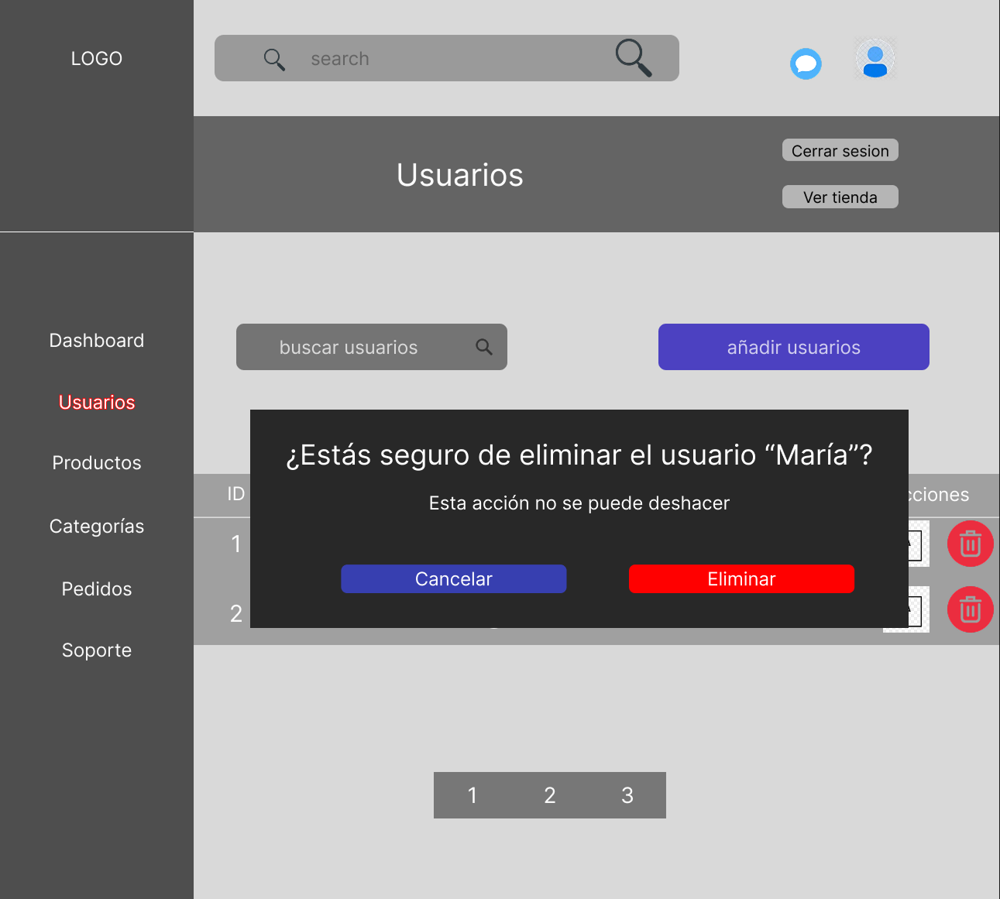 LOGO
search
Usuarios
Cerrar sesion
Ver tienda
Dashboard
Usuarios
Productos
Categorías
Pedidos
Soporte
buscar usuarios
añadir usuarios
¿Estás seguro de eliminar el usuario “María”?
Esta acción no se puede deshacer
Cancelar
Eliminar
ID
cciones
1
2
1 2 3